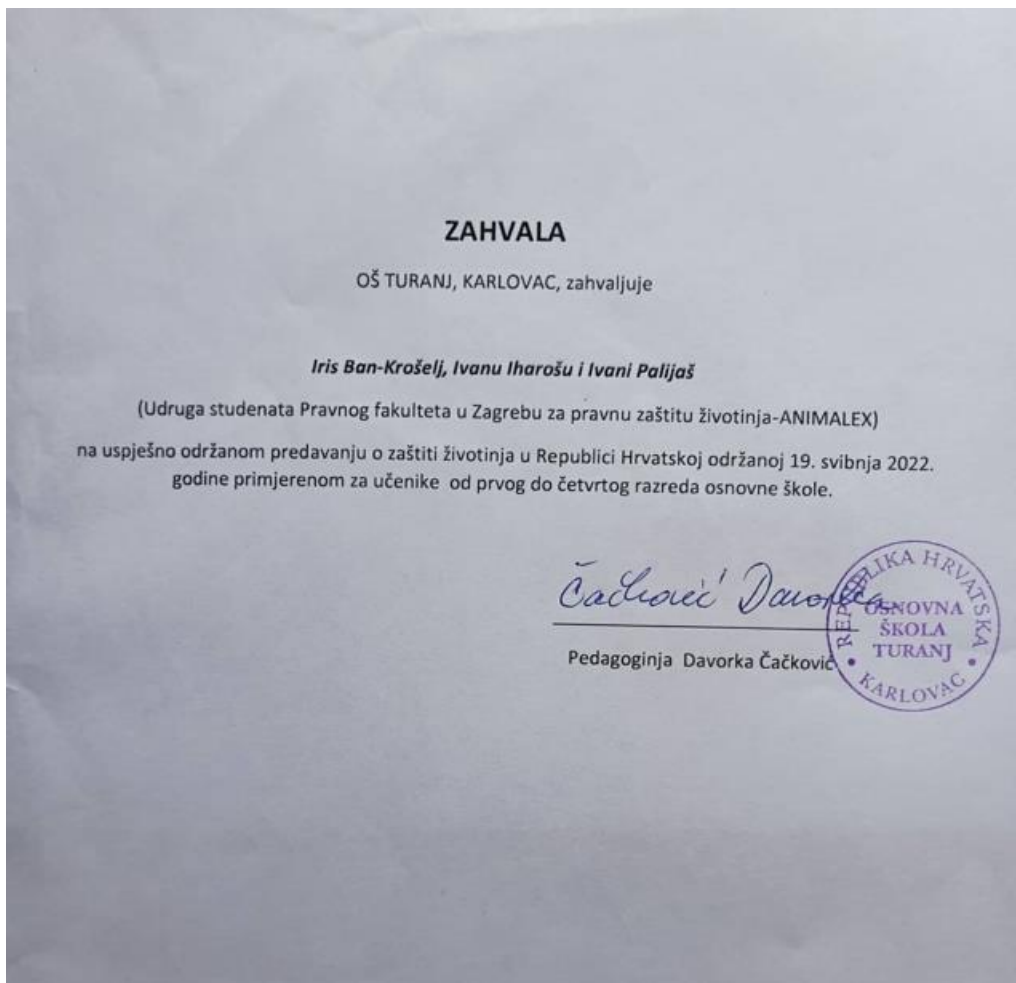 ZAHVALA
OŠ TURANJ, KARLOVAC, zahvaljuje
Iris Ban-Krošelj, Ivanu Iharošu i Ivani Palijaš
(Udruga studenata Pravnog fakulteta u Zagrebu za pravnu zaštitu životinja-ANIMALEX)
na uspješno održanom predavanju o zaštiti životinja u Republici Hrvatskoj održanoj 19. svibnja 2022.
godine primjerenom za učenike od prvog do četvrtog razreda osnovne škole.
Čačković Davorka
Pedagoginja Davorka Čačković
REPUBLIKA HRVATSKA
OSNOVNA
ŠKOLA
TURANJ
KARLOVAC